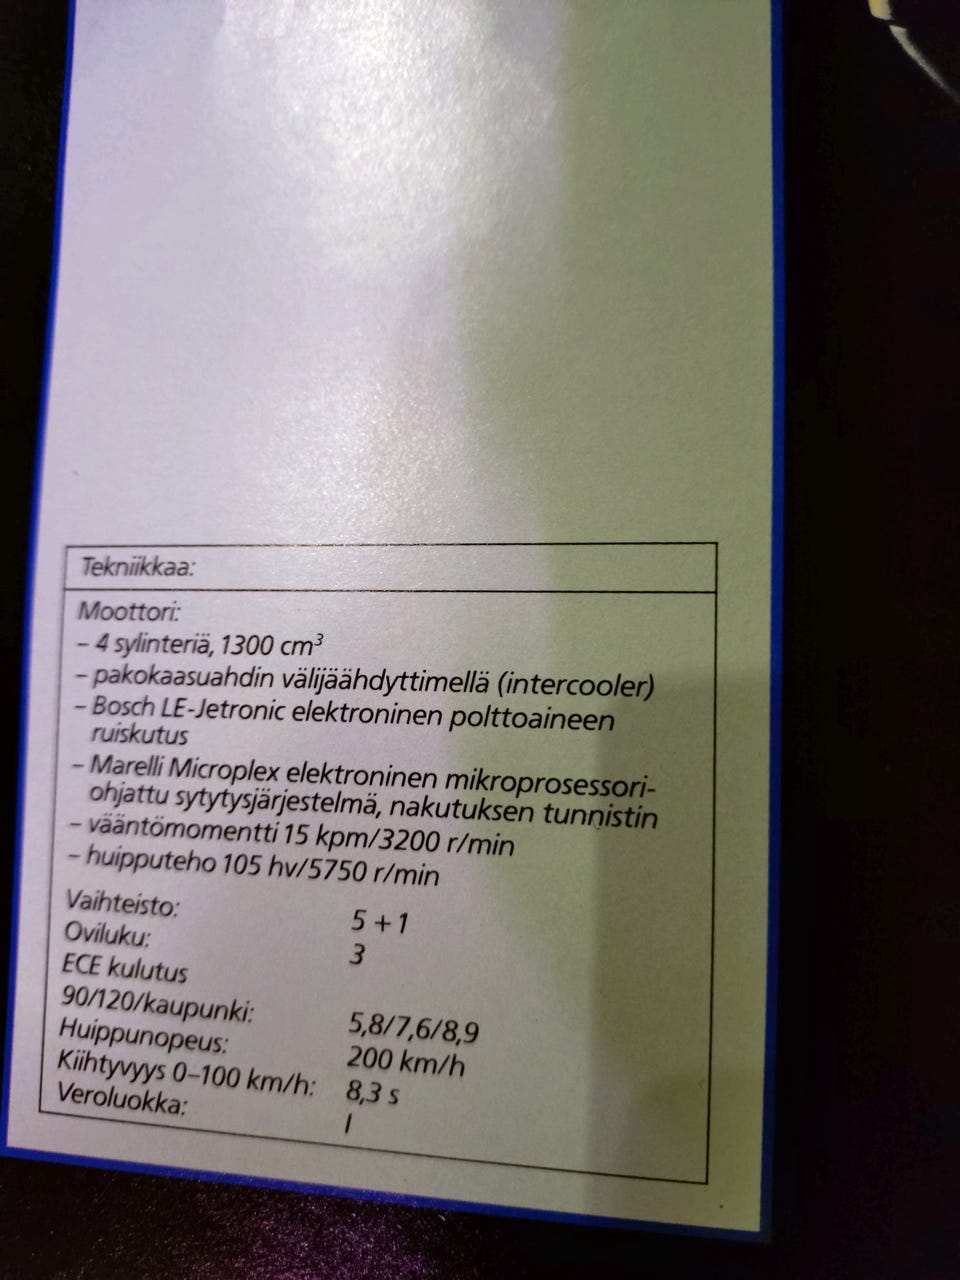 Tekniikkaa:
Moottori:
– 4 sylinteriä, 1300 cm³
– pakokaasuahdin välijäähdyttimellä (intercooler)
– Bosch LE-Jetronic elektroninen polttoaineen
ruiskutus
– Marelli Microplex elektroninen mikroprosessori-
ohjattu sytytysjärjestelmä, nakutuksen tunnistin
– vääntömomentti 15 kpm/3200 r/min
– huipputeho 105 hv/5750 r/min
Vaihteisto: 5 + 1
Oviluku: 3
ECE kulutus
90/120/kaupunki: 5,8/7,6/8,9
Huippunopeus: 200 km/h
Kiihtyvyys 0–100 km/h: 8,3 s
Veroluokka: I